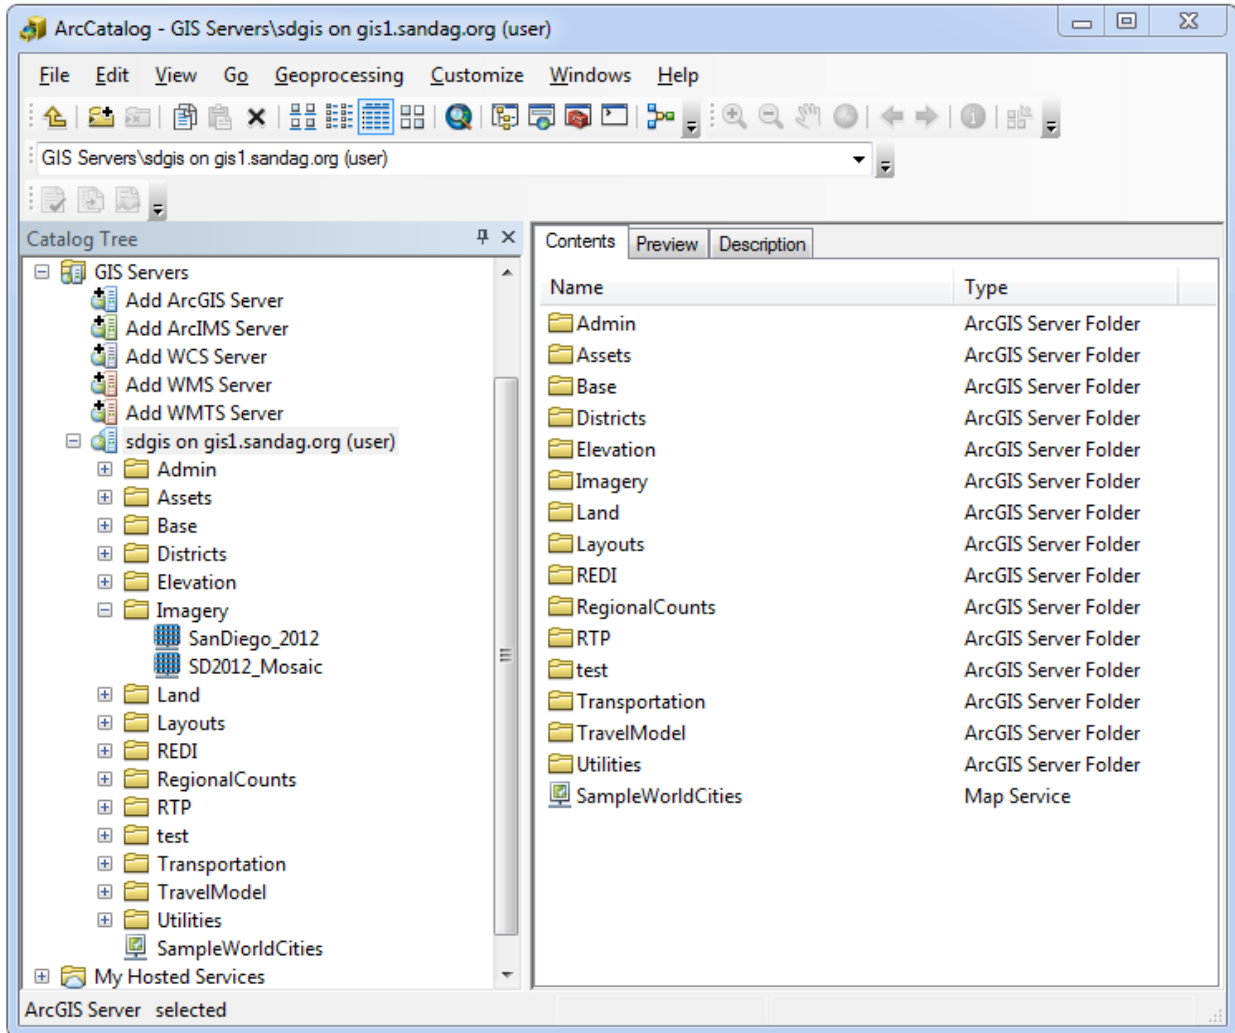 ArcCatalog - GIS Servers\sdgis on gis1.sandag.org (user)
File Edit View Go Geoprocessing Customize Windows Help
GIS Servers\sdgis on gis1.sandag.org (user)
Catalog Tree
GIS Servers
Add ArcGIS Server
Add ArcIMS Server
Add WCS Server
Add WMS Server
Add WMTS Server
sdgis on gis1.sandag.org (user)
Admin
Assets
Base
Districts
Elevation
Imagery
SanDiego_2012
SD2012_Mosaic
Land
Layouts
REDI
RegionalCounts
RTP
test
Transportation
TravelModel
Utilities
SampleWorldCities
My Hosted Services
Contents Preview Description
Name Type
Admin ArcGIS Server Folder
Assets ArcGIS Server Folder
Base ArcGIS Server Folder
Districts ArcGIS Server Folder
Elevation ArcGIS Server Folder
Imagery ArcGIS Server Folder
Land ArcGIS Server Folder
Layouts ArcGIS Server Folder
REDI ArcGIS Server Folder
RegionalCounts ArcGIS Server Folder
RTP ArcGIS Server Folder
test ArcGIS Server Folder
Transportation ArcGIS Server Folder
TravelModel ArcGIS Server Folder
Utilities ArcGIS Server Folder
SampleWorldCities Map Service
ArcGIS Server selected